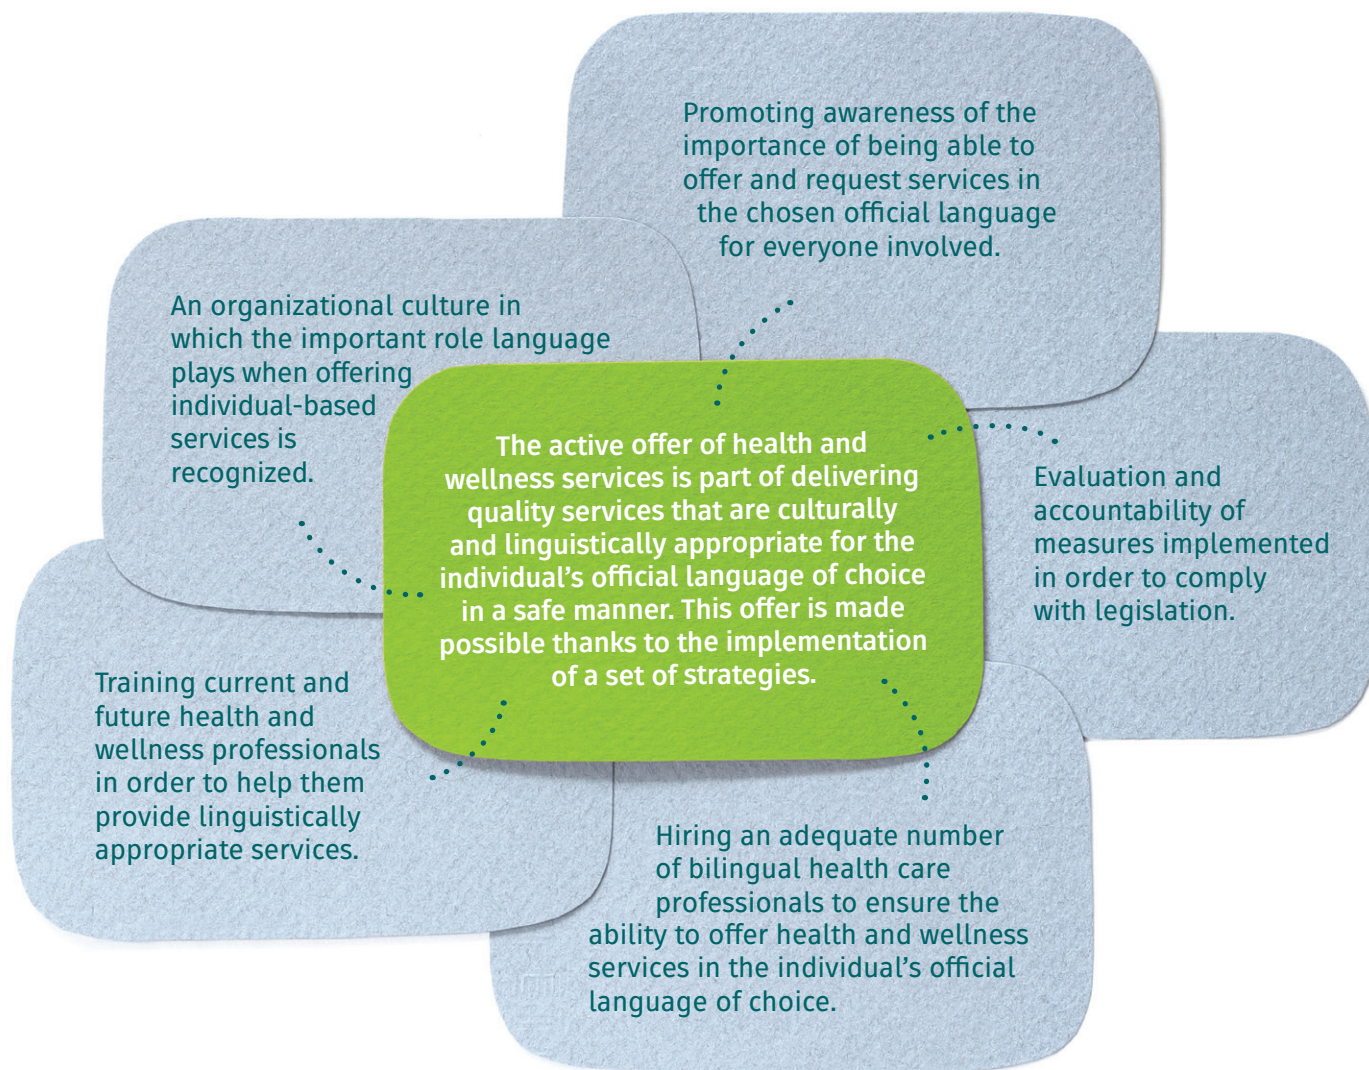 Promoting awareness of the
importance of being able to
offer and request services in
the chosen official language
for everyone involved.
An organizational culture in
which the important role language
plays when offering
individual-based
services is
recognized.
The active offer of health and
wellness services is part of delivering
quality services that are culturally
and linguistically appropriate for the
individual’s official language of choice
in a safe manner. This offer is made
possible thanks to the implementation
of a set of strategies.
Evaluation and
accountability of
measures implemented
in order to comply
with legislation.
Training current and
future health and
wellness professionals
in order to help them
provide linguistically
appropriate services.
Hiring an adequate number
of bilingual health care
professionals to ensure the
ability to offer health and wellness
services in the individual’s official
language of choice.